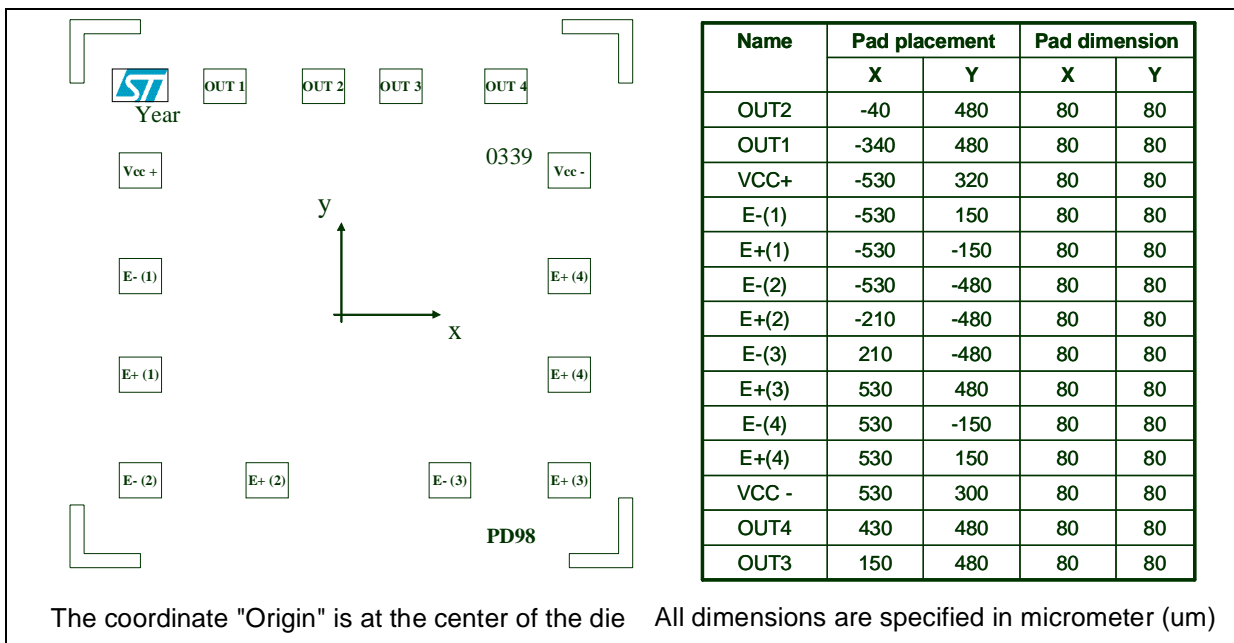 ST
Year
OUT 1 OUT 2 OUT 3 OUT 4
0339
Vcc + Vcc -
y
E- (1) E+ (4)
x
E+ (1) E+ (4)
E- (2) E+ (2) E- (3) E+ (3)
PD98
The coordinate "Origin" is at the center of the die
Name Pad placement Pad dimension
X Y X Y
OUT2 -40 480 80 80
OUT1 -340 480 80 80
VCC+ -530 320 80 80
E-(1) -530 150 80 80
E+(1) -530 -150 80 80
E-(2) -530 -480 80 80
E+(2) -210 -480 80 80
E-(3) 210 -480 80 80
E+(3) 530 480 80 80
E-(4) 530 -150 80 80
E+(4) 530 150 80 80
VCC - 530 300 80 80
OUT4 430 480 80 80
OUT3 150 480 80 80
All dimensions are specified in micrometer (um)